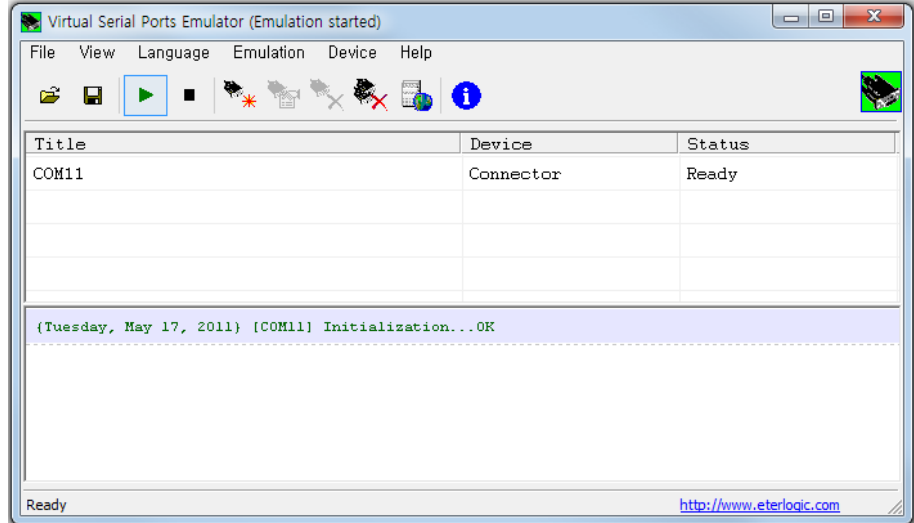 Virtual Serial Ports Emulator (Emulation started)
File View Language Emulation Device Help
Title Device Status
COM11 Connector Ready
{Tuesday, May 17, 2011} [COM11] Initialization...OK
Ready http://www.eterlogic.com